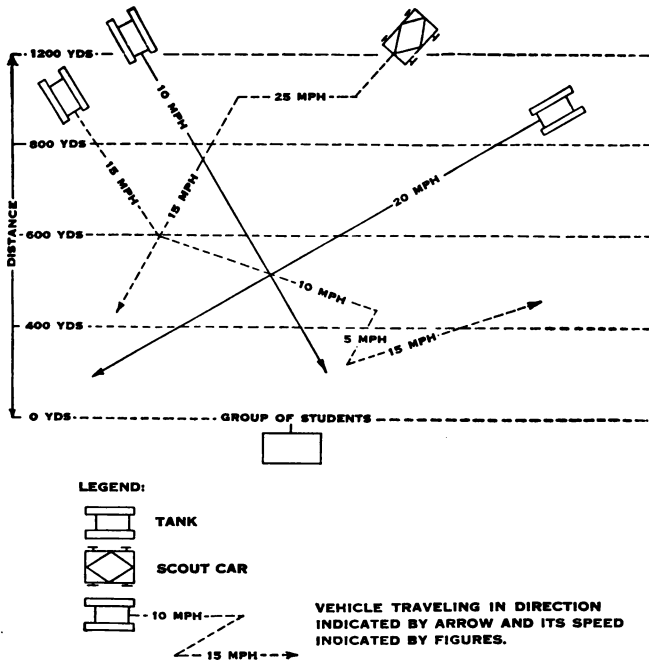 1200 YDS
10 MPH
25 MPH
800 YDS
15 MPH
15 MPH
20 MPH
DISTANCE
600 YDS
10 MPH
400 YDS
5 MPH
15 MPH
0 YDS
GROUP OF STUDENTS
LEGEND:
TANK
SCOUT CAR
10 MPH
15 MPH
VEHICLE TRAVELING IN DIRECTION
INDICATED BY ARROW AND ITS SPEED
INDICATED BY FIGURES.